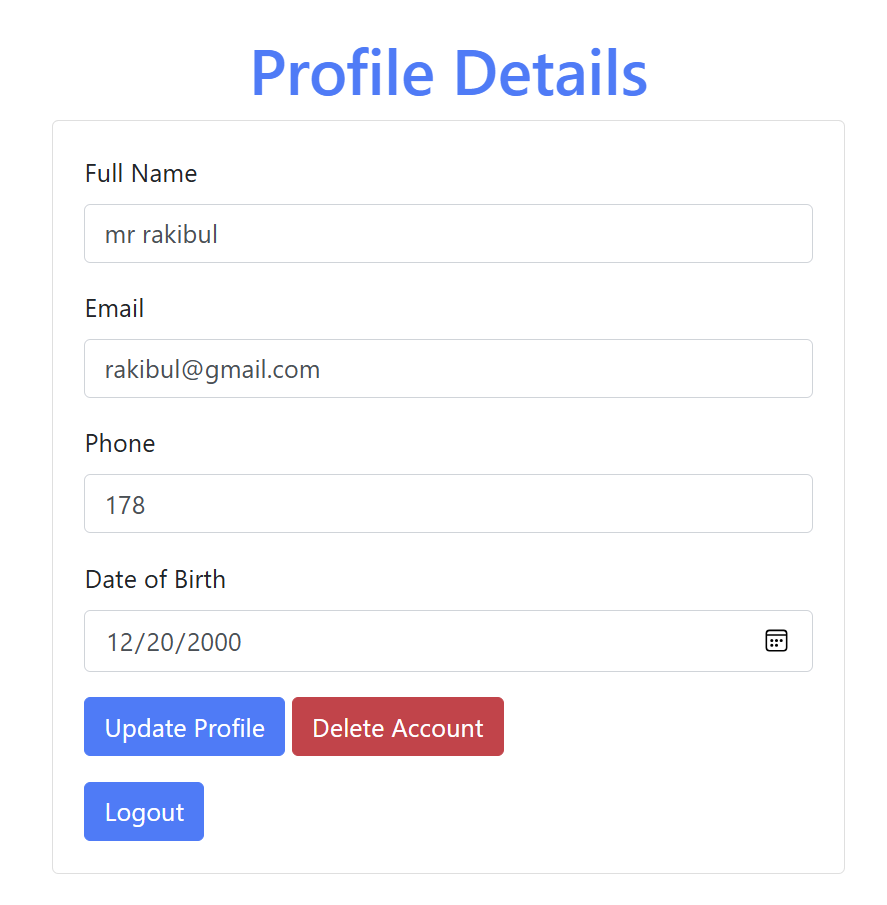 Profile Details
Full Name
mr rakibul
Email
rakibul@gmail.com
Phone
178
Date of Birth
12/20/2000
Update Profile Delete Account
Logout